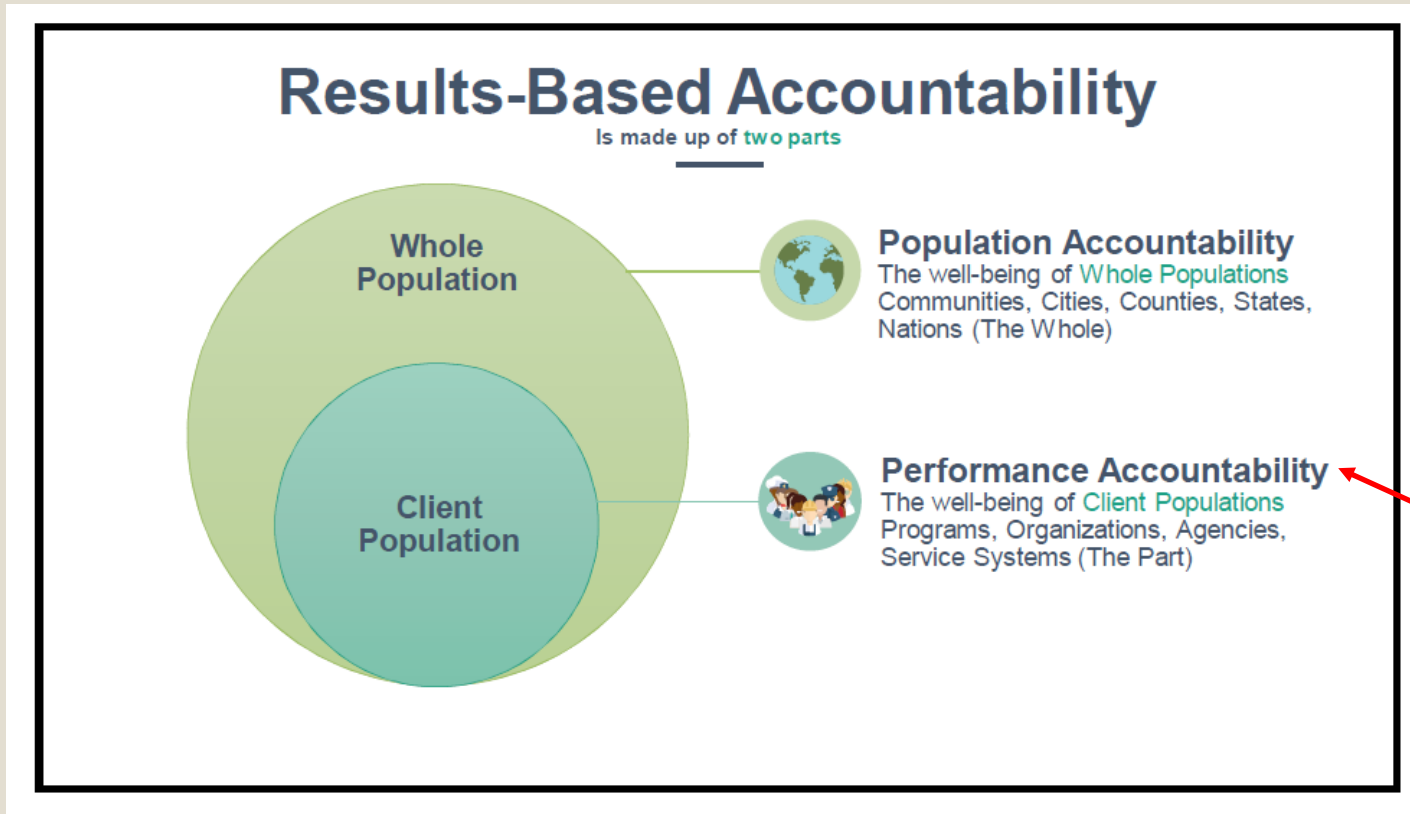 Results-Based Accountability
Is made up of two parts
Whole
Population
Client
Population
Population Accountability
The well-being of Whole Populations
Communities, Cities, Counties, States,
Nations (The Whole)
Performance Accountability
The well-being of Client Populations
Programs, Organizations, Agencies,
Service Systems (The Part)